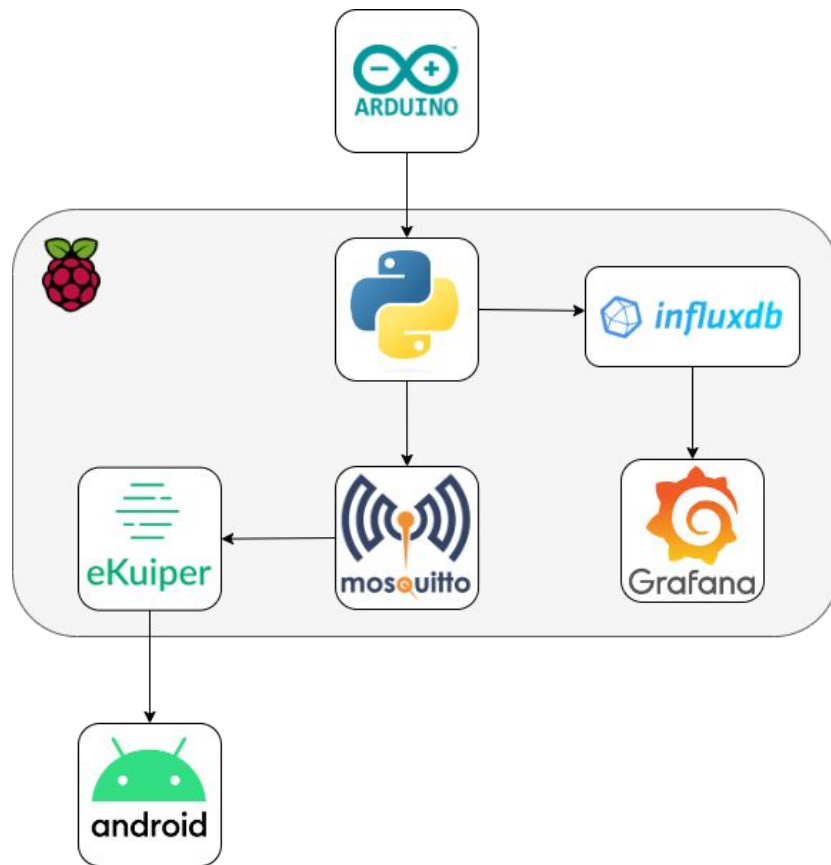 ARDUINO
influxdb
eKuiper
mosquitto
Grafana
android